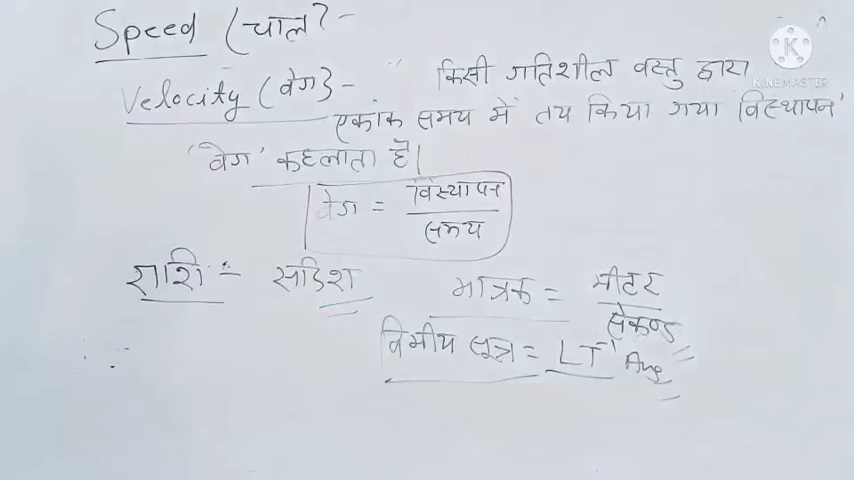 Speed (चाल? -
Velocity (वेग} - " किसी गतिशील वस्तु द्वारा
एकांक समय में तय किया गया विस्थापन'
'वेग' कहलाता है।
वेग = विस्थापन
समय
राशि :- सदिश
मात्रक = मीटर
सेकण्ड
विमीय सूत्र = LT⁻¹ Ans
K
KINEMASTER